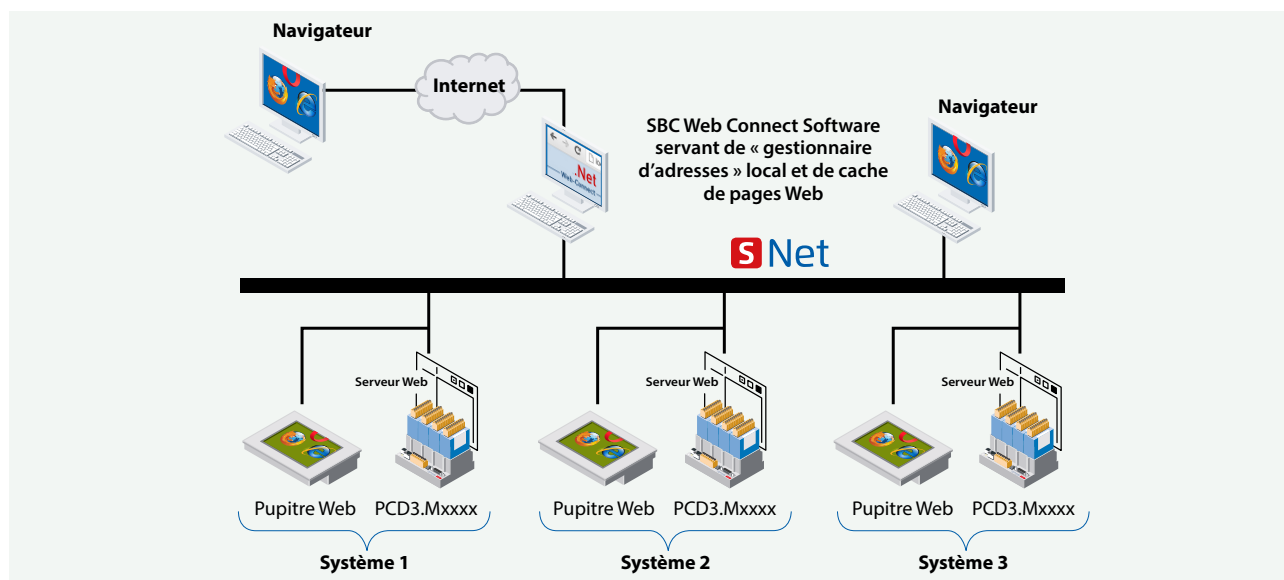 Navigateur
Internet
Navigateur
SBC Web Connect Software
servant de « gestionnaire
d’adresses » local et de cache
de pages Web
.Net
Web-Connect
S Net
Serveur Web
Serveur Web
Serveur Web
Pupitre Web PCD3.Mxxxx
Pupitre Web PCD3.Mxxxx
Pupitre Web PCD3.Mxxxx
Système 1
Système 2
Système 3